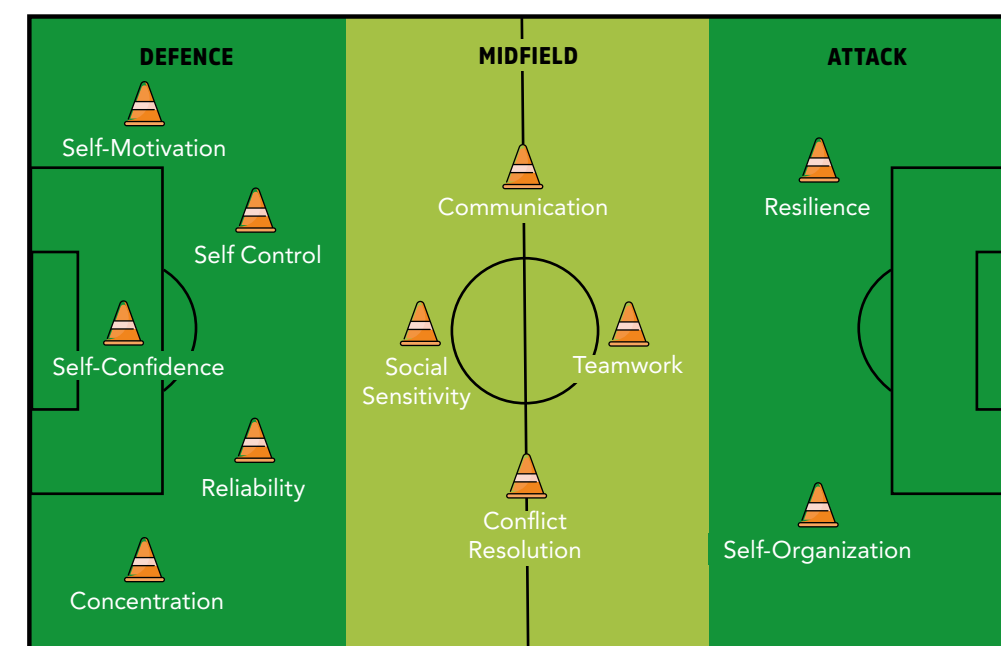 DEFENCE
MIDFIELD
ATTACK
Self-Motivation
Self Control
Self-Confidence
Reliability
Concentration
Communication
Social
Sensitivity
Teamwork
Conflict
Resolution
Resilience
Self-Organization